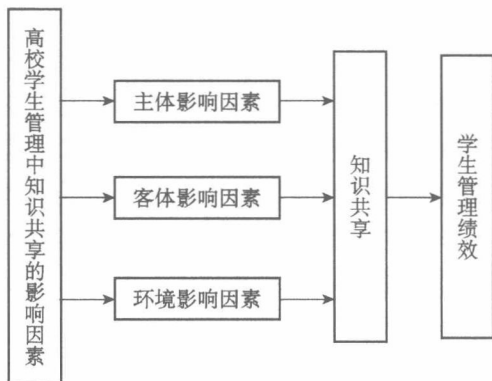 高校学生管理中知识共享的影响因素
主体影响因素
客体影响因素
环境影响因素
知识共享
学生管理绩效